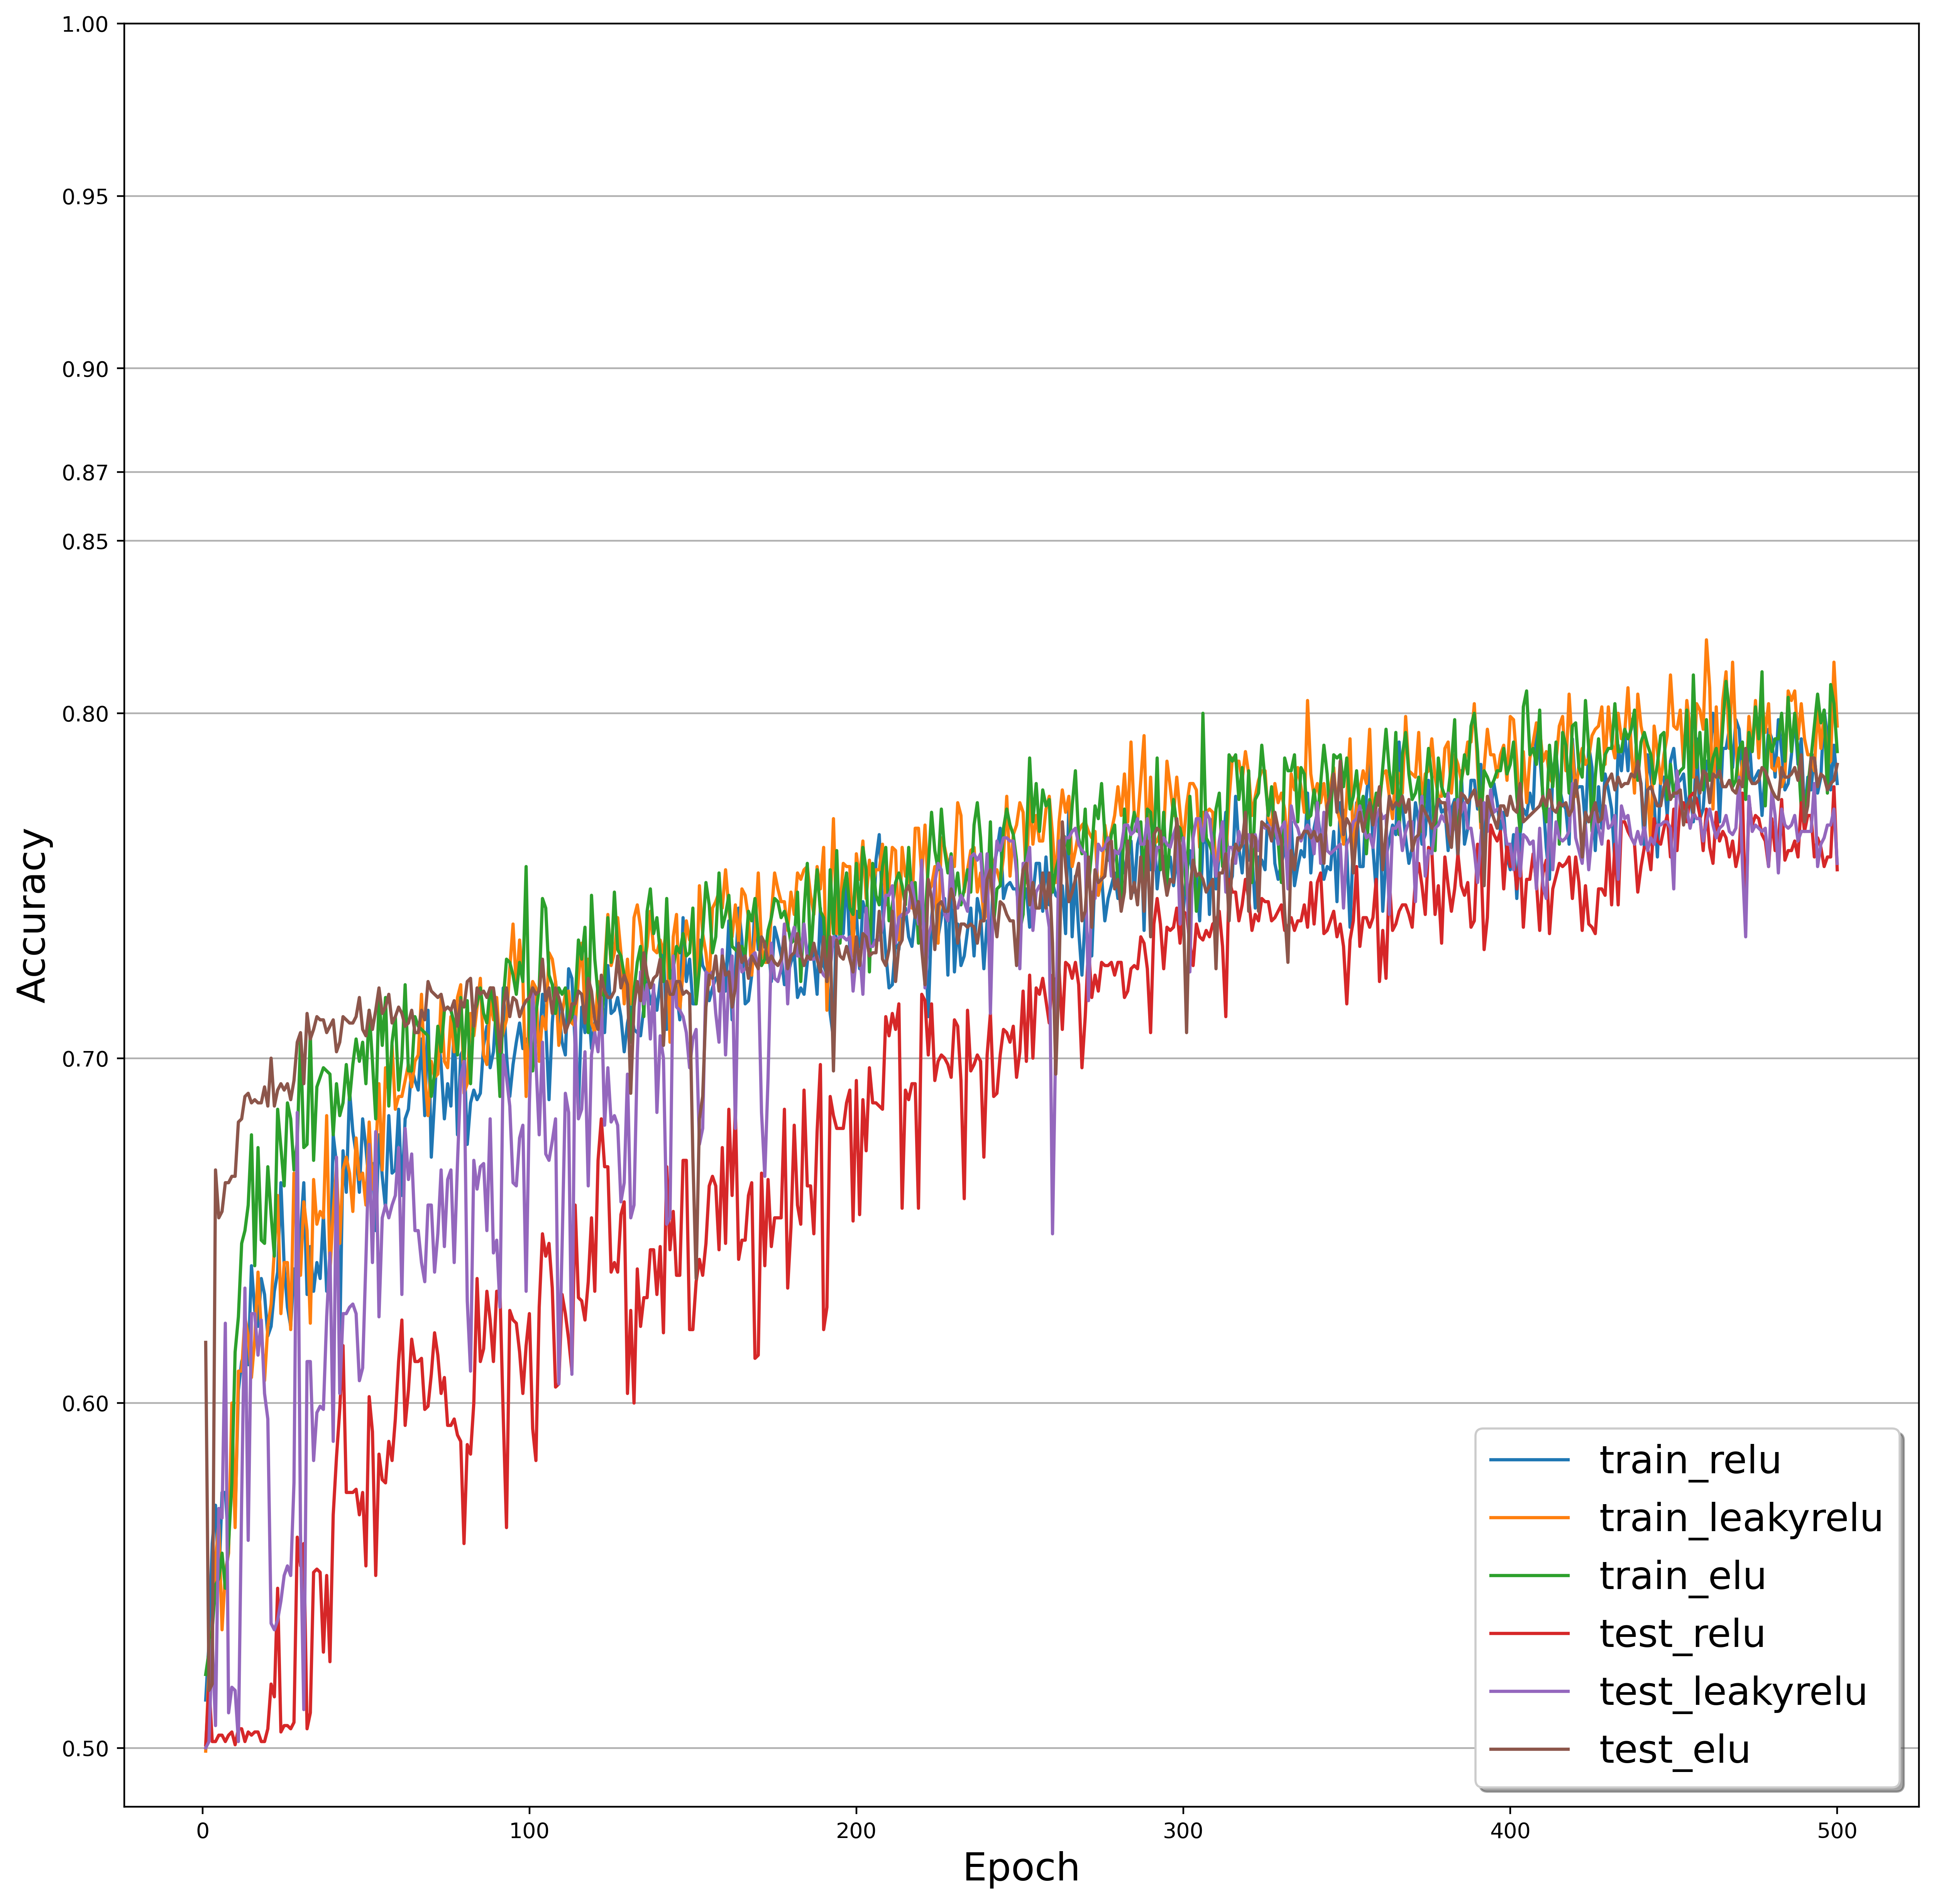 1.00
0.95
0.90
0.87
0.85
0.80
0.70
0.60
0.50
Accuracy
0 100 200 300 400 500
Epoch
train_relu
train_leakyrelu
train_elu
test_relu
test_leakyrelu
test_elu